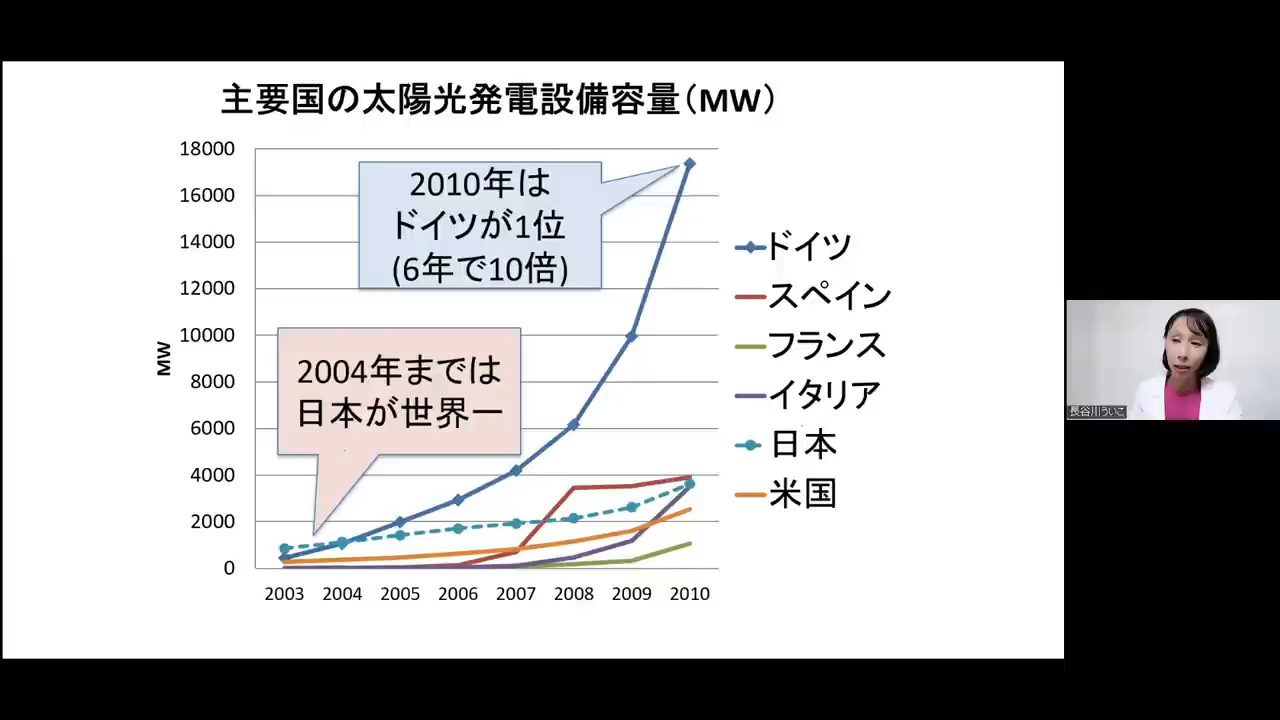 主要国の太陽光発電設備容量(MW)
18000
16000
14000
12000
10000
8000
6000
4000
2000
0
MW
2010年は
ドイツが1位
(6年で10倍)
2004年までは
日本が世界一
2003 2004 2005 2006 2007 2008 2009 2010
ドイツ
スペイン
フランス
イタリア
日本
米国
長谷川ういこ